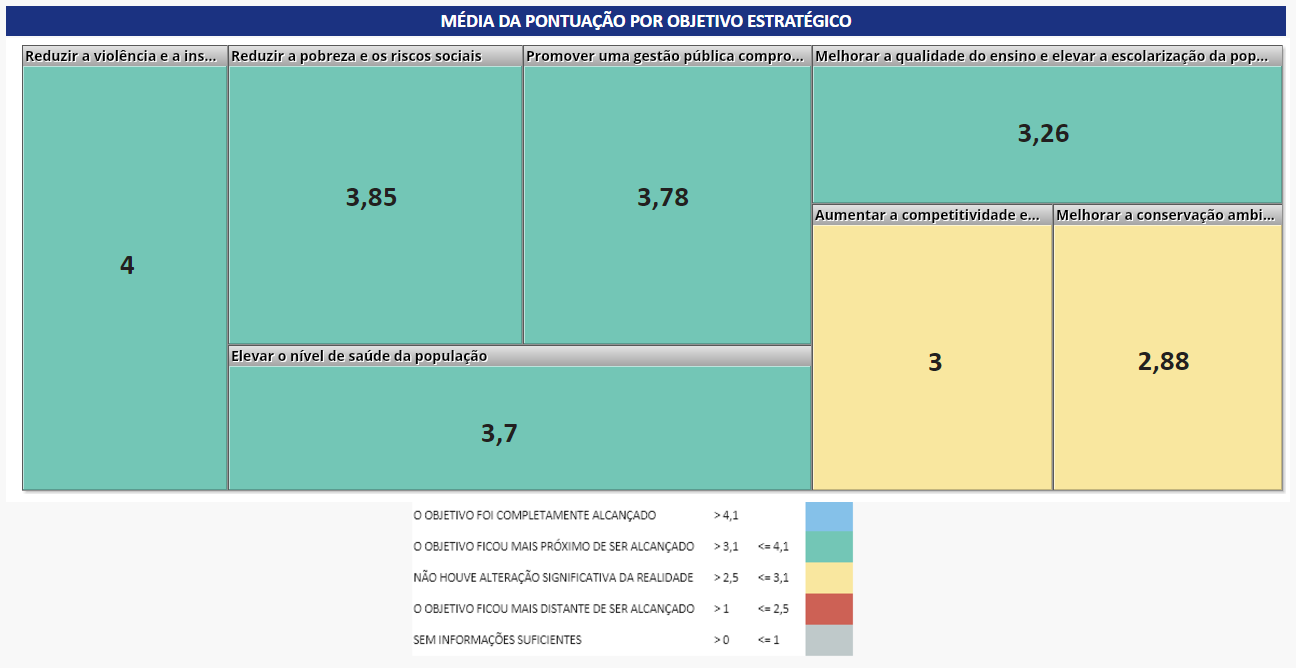 MÉDIA DA PONTUAÇÃO POR OBJETIVO ESTRATÉGICO
Reduzir a violência e a ins...
4
Reduzir a pobreza e os riscos sociais
3,85
Promover uma gestão pública compro...
3,78
Elevar o nível de saúde da população
3,7
Melhorar a qualidade do ensino e elevar a escolarização da pop...
3,26
Aumentar a competitividade e...
3
Melhorar a conservação ambi...
2,88
O OBJETIVO FOI COMPLETAMENTE ALCANÇADO > 4,1
O OBJETIVO FICOU MAIS PRÓXIMO DE SER ALCANÇADO > 3,1 <= 4,1
NÃO HOUVE ALTERAÇÃO SIGNIFICATIVA DA REALIDADE > 2,5 <= 3,1
O OBJETIVO FICOU MAIS DISTANTE DE SER ALCANÇADO > 1 <= 2,5
SEM INFORMAÇÕES SUFICIENTES > 0 <= 1